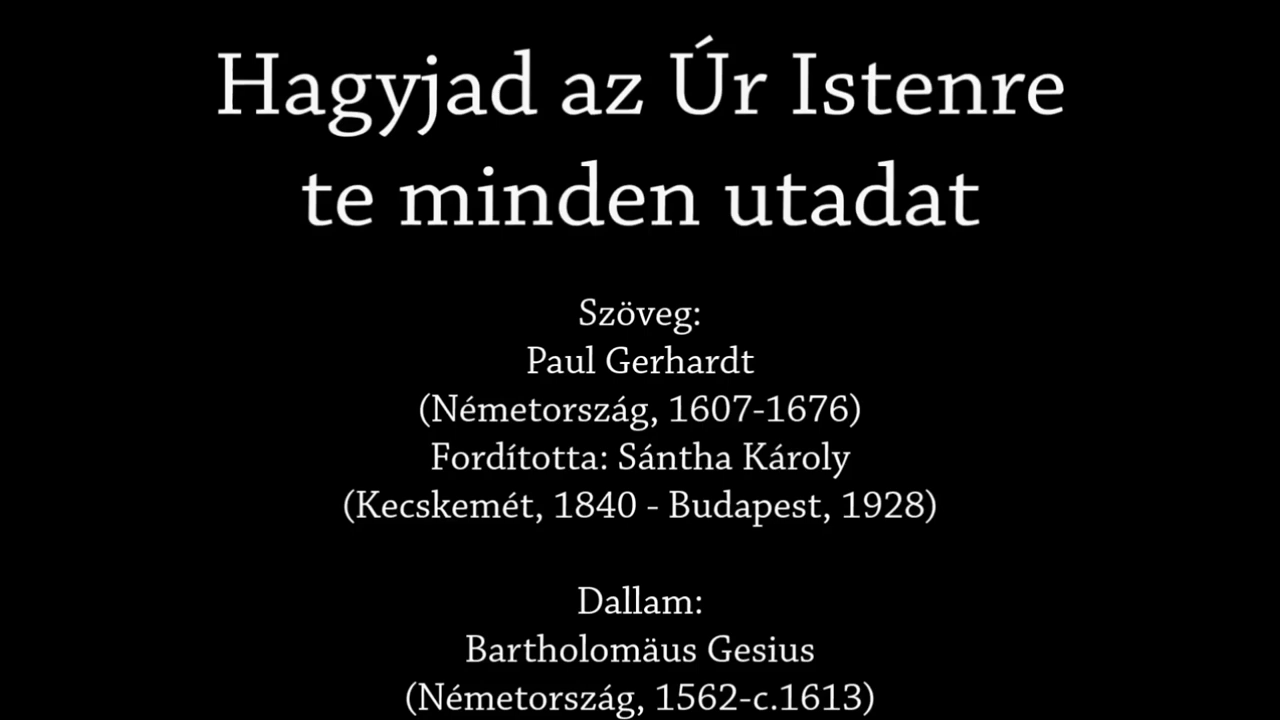 Hagyjad az Úr Istenre
te minden utadat
Szöveg:
Paul Gerhardt
(Németország, 1607-1676)
Fordította: Sántha Károly
(Kecskemét, 1840 - Budapest, 1928)
Dallam:
Bartholomäus Gesius
(Németország, 1562-c.1613)